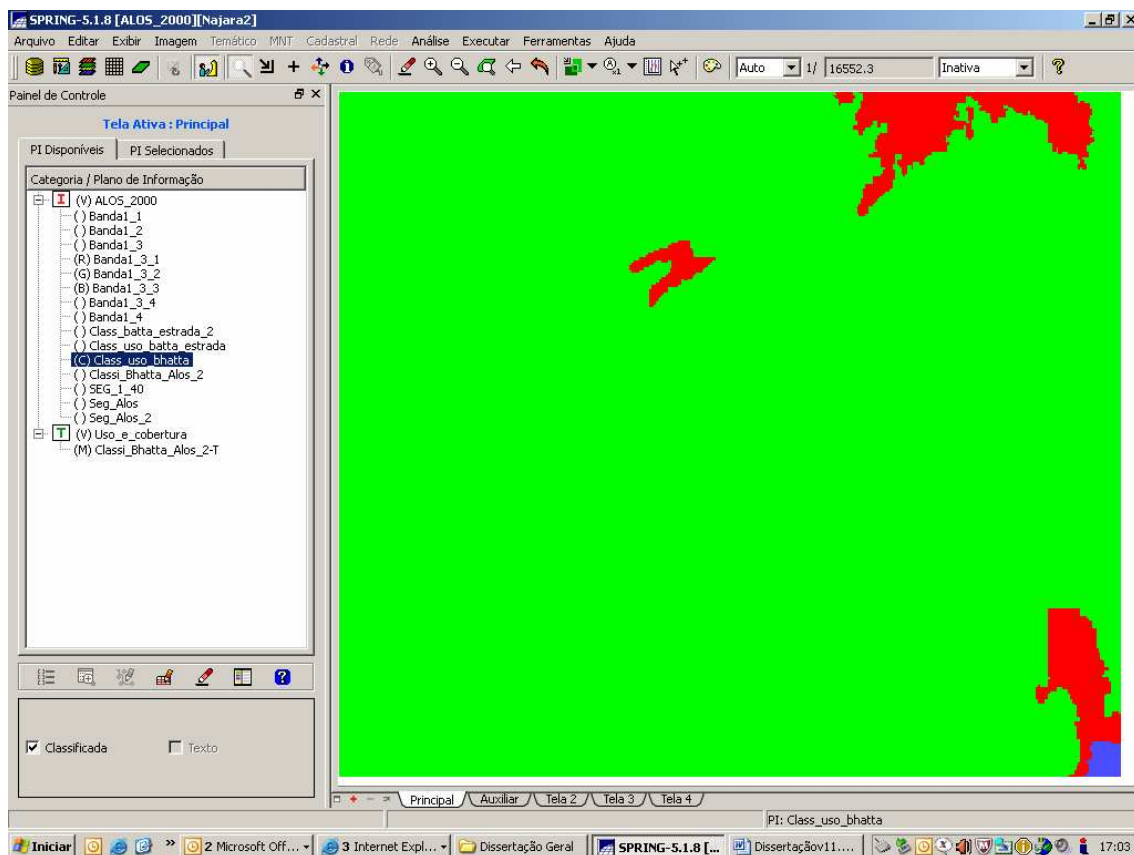 SPRING-5.1.8 [ALOS_2000][Najara2]
Arquivo Editar Exibir Imagem Temático MNT Cadastral Rede Análise Executar Ferramentas Ajuda
Auto 1/ 16552.3 Inativa
Painel de Controle
Tela Ativa : Principal
PI Disponíveis PI Selecionados
Categoria / Plano de Informação
(V) ALOS_2000
( ) Banda1_1
( ) Banda1_2
( ) Banda1_3
(R) Banda1_3_1
(G) Banda1_3_2
(B) Banda1_3_3
( ) Banda1_3_4
( ) Banda1_4
( ) Class_batta_estrada_2
( ) Class_uso_batta_estrada
(C) Class_uso_bhatta
( ) Classi_Bhatta_Alos_2
( ) SEG_1_40
( ) Seg_Alos
( ) Seg_Alos_2
(V) Uso_e_cobertura
(M) Classi_Bhatta_Alos_2-T
Classificada Texto
Principal Auxiliar Tela 2 Tela 3 Tela 4
PI: Class_uso_bhatta
Iniciar » 2 Microsoft Off... 3 Internet Expl... Dissertação Geral SPRING-5.1.8 [... Dissertaçãov11.... 17:03